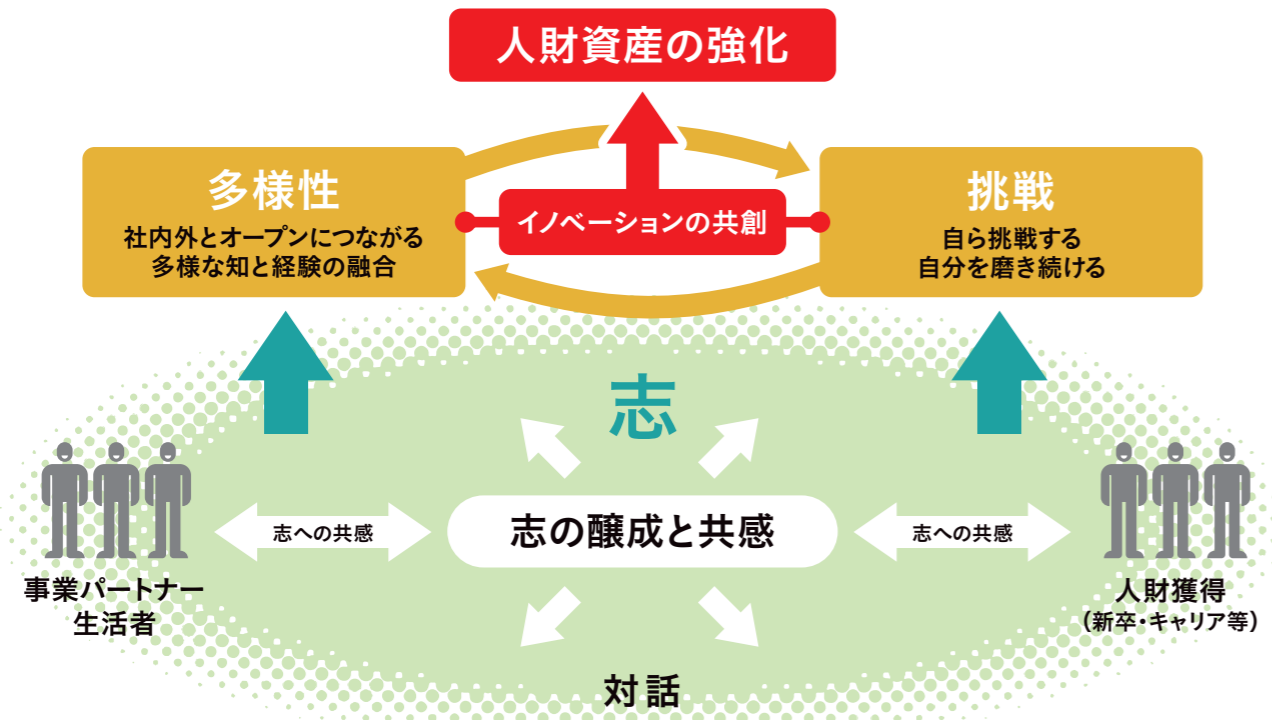 人財資産の強化
多様性
社内外とオープンにつながる
多様な知と経験の融合
イノベーションの共創
挑戦
自ら挑戦する
自分を磨き続ける
志
志への共感
志の醸成と共感
志への共感
事業パートナー
生活者
人財獲得
（新卒・キャリア等）
対話